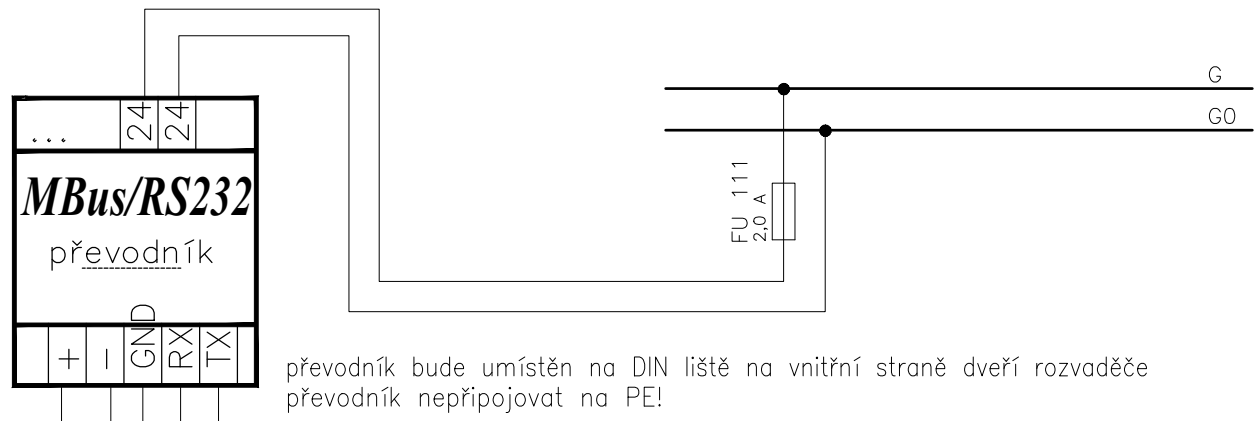 G
G0
24
24
...
MBus/RS232
převodník
FU 111
2,0 A
+
-
GND
RX
TX
převodník bude umístěn na DIN liště na vnitřní straně dveří rozvaděče
převodník nepřipojovat na PE!